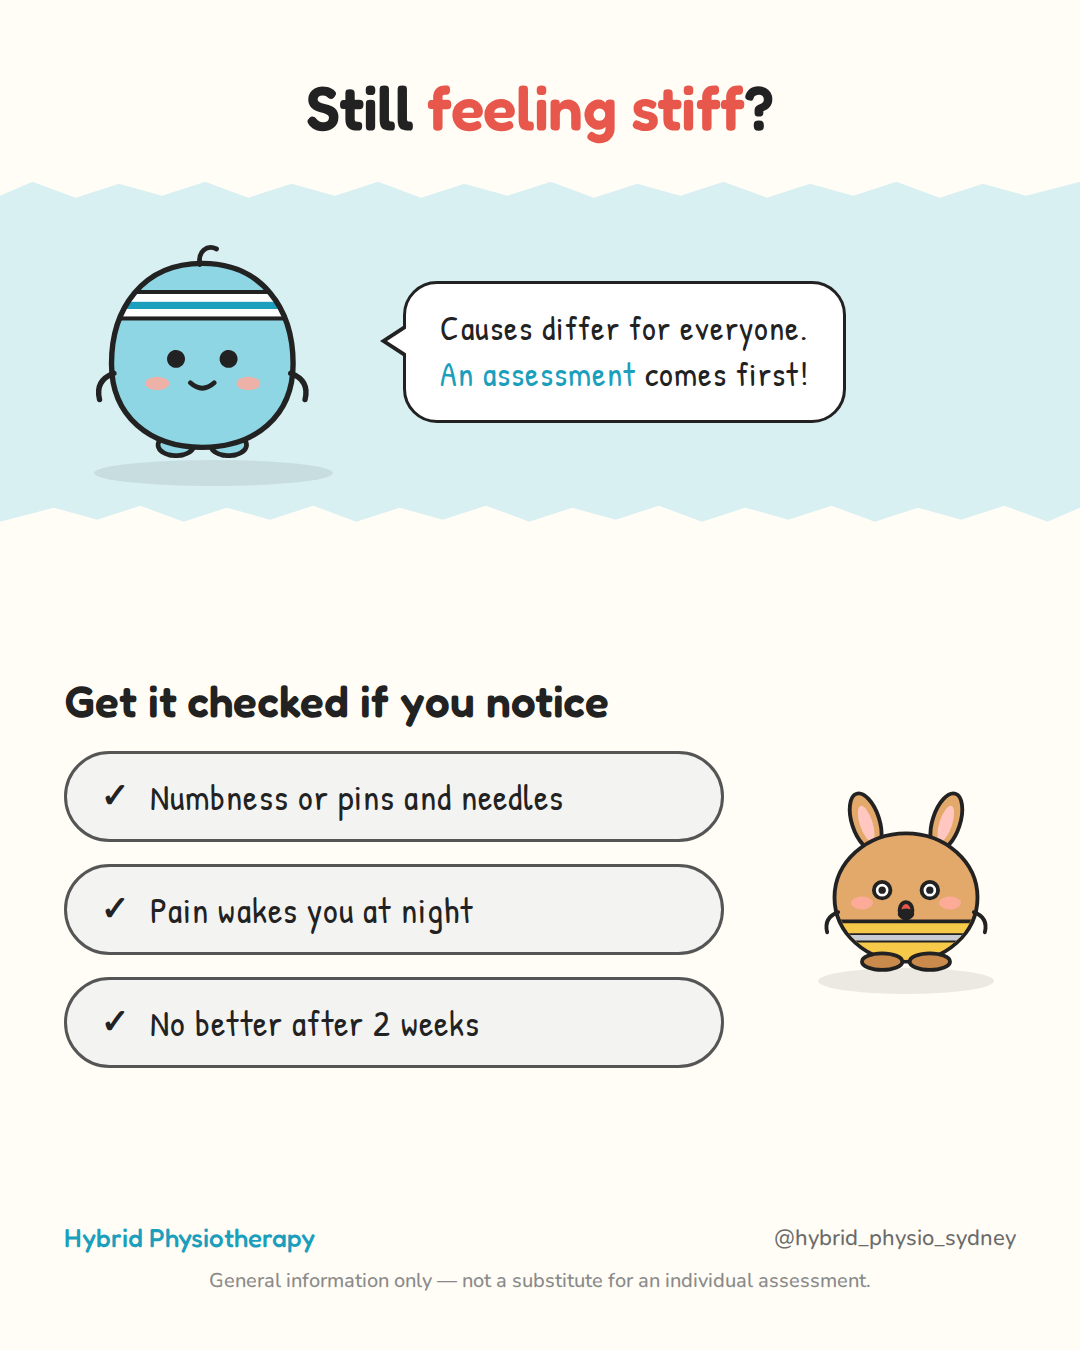 Still feeling stiff?
Causes differ for everyone.
An assessment comes first!
Get it checked if you notice
✓ Numbness or pins and needles
✓ Pain wakes you at night
✓ No better after 2 weeks
Hybrid Physiotherapy
@hybrid_physio_sydney
General information only — not a substitute for an individual assessment.